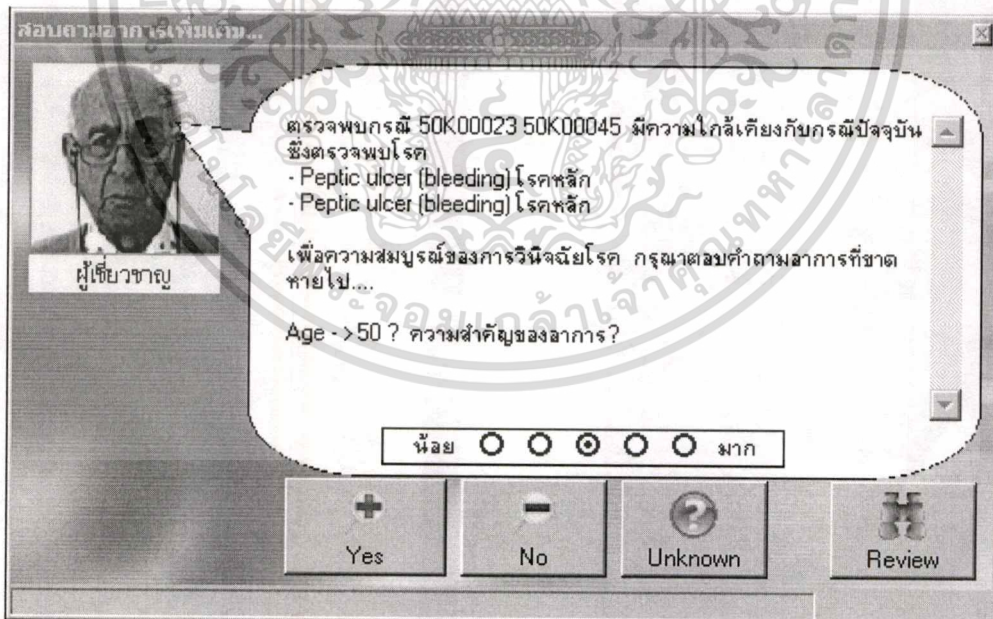 สอบถามอาการเพิ่มเติม...
ตรวจพบกรณี 50K00023 50K00045 มีความใกล้เคียงกับกรณีปัจจุบัน
ซึ่งตรวจพบโรค
- Peptic ulcer (bleeding) โรคหลัก
- Peptic ulcer (bleeding) โรคหลัก
เพื่อความสมบูรณ์ของการวินิจฉัยโรค กรุณาตอบคำถามอาการที่ขาด
หายไป....
Age - >50 ? ความสำคัญของอาการ?
ผู้เชี่ยวชาญ
น้อย มาก
Yes No Unknown Review